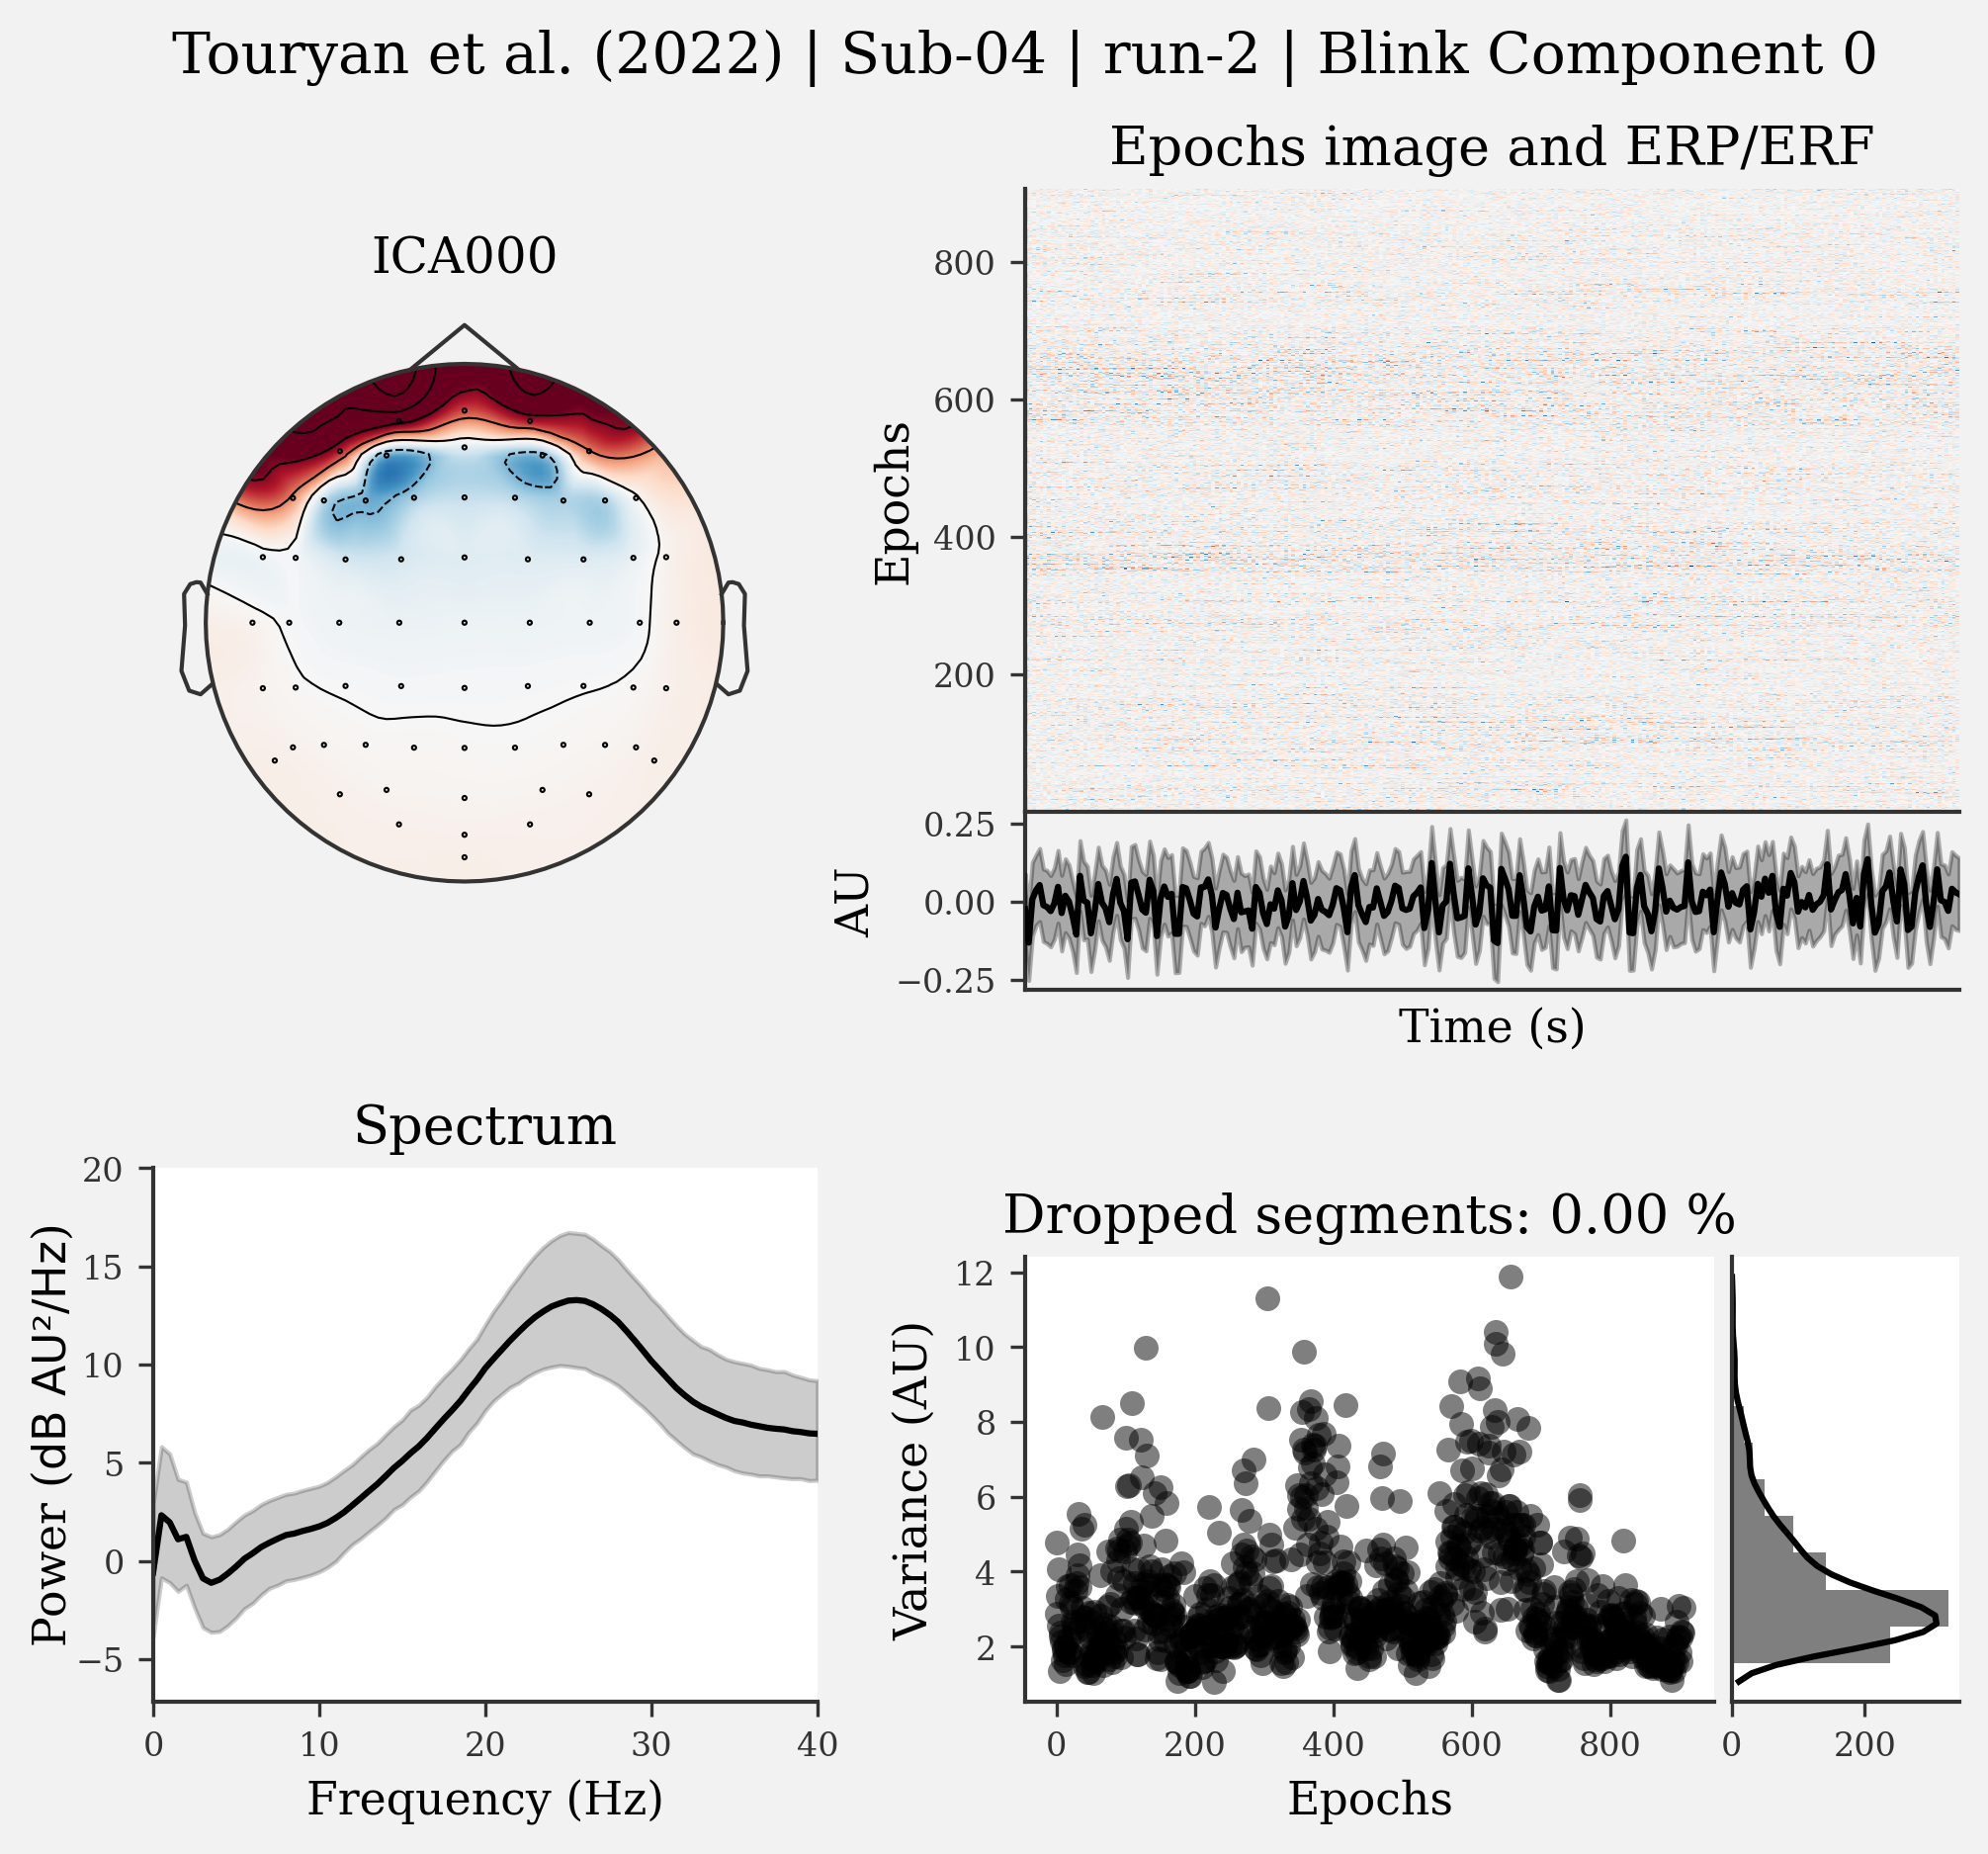 Touryan et al. (2022) | Sub-04 | run-2 | Blink Component 0
ICA000
Epochs image and ERP/ERF
Epochs
800
600
400
200
AU
0.25
0.00
−0.25
Time (s)
Spectrum
Power (dB AU²/Hz)
20
15
10
5
0
−5
0 10 20 30 40
Frequency (Hz)
Dropped segments: 0.00 %
Variance (AU)
12
10
8
6
4
2
0 200 400 600 800
Epochs
0 200